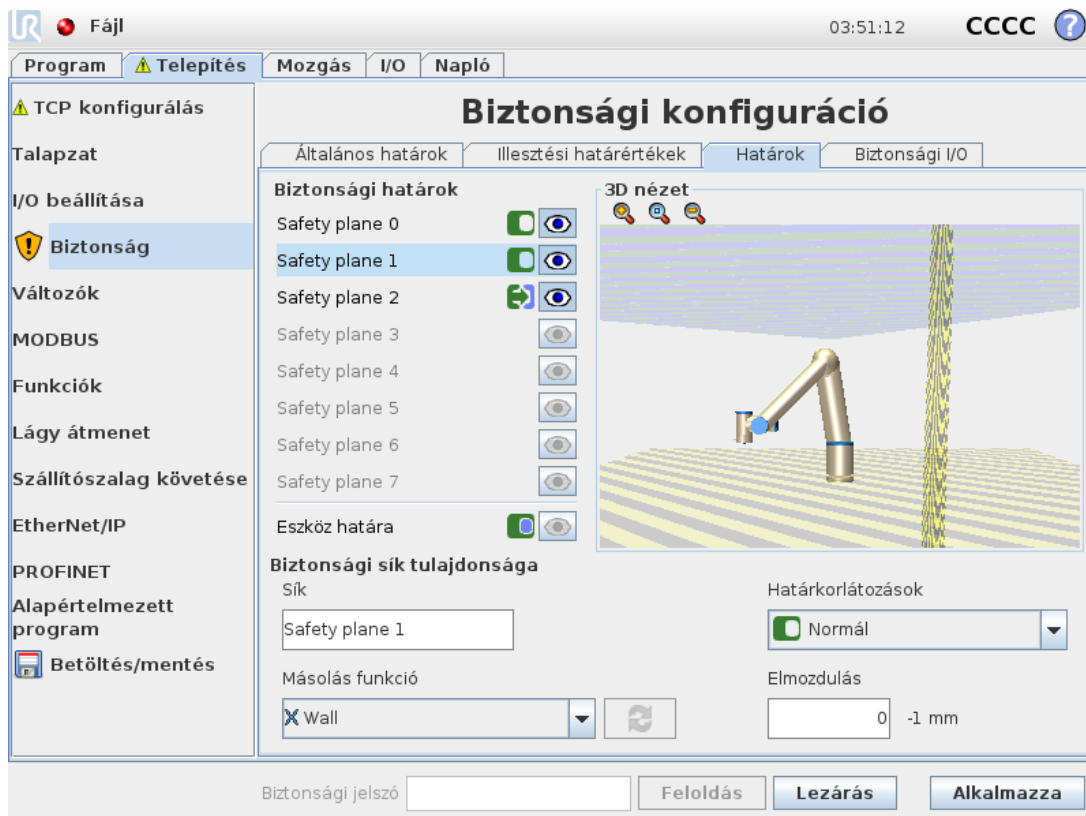 UR Fájl 03:51:12 CCCC ?
Program Telepítés Mozgás I/O Napló
TCP konfigurálás
Talapzat
I/O beállítása
Biztonság
Változók
MODBUS
Funkciók
Lágy átmenet
Szállítószalag követése
EtherNet/IP
PROFINET
Alapértelmezett
program
Betöltés/mentés
Biztonsági konfiguráció
Általános határok Illesztési határértékek Határok Biztonsági I/O
Biztonsági határok
Safety plane 0
Safety plane 1
Safety plane 2
Safety plane 3
Safety plane 4
Safety plane 5
Safety plane 6
Safety plane 7
Eszköz határa
3D nézet
Biztonsági sík tulajdonsága
Sík
Safety plane 1
Határkorlátozások
Normál
Másolás funkció
Wall
Elmozdulás
0 -1 mm
Biztonsági jelszó Feloldás Lezárás Alkalmazza